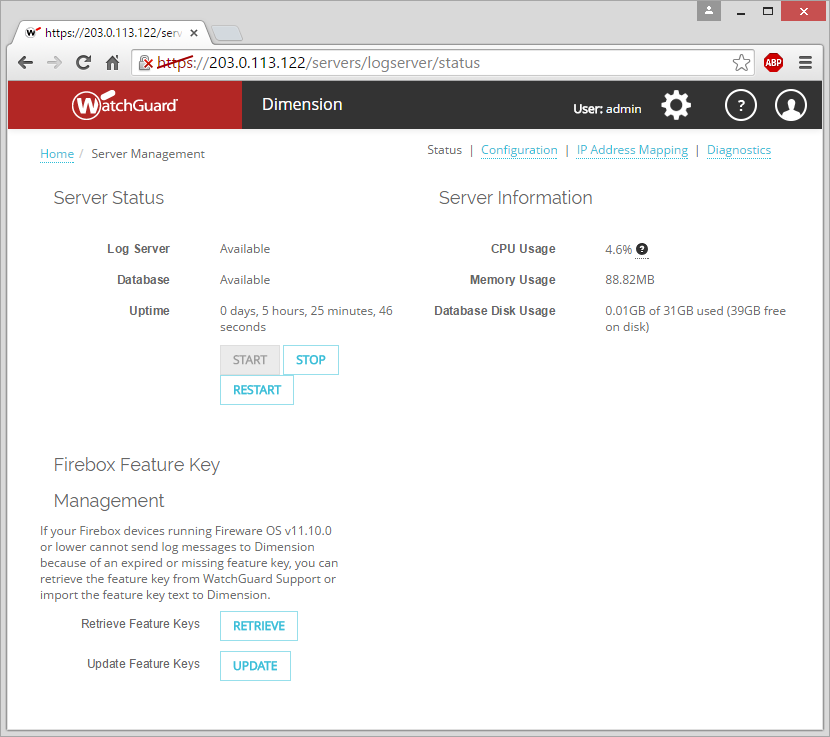 https://203.0.113.122/serv
https://203.0.113.122/servers/logserver/status
ABP
WatchGuard
Dimension
User: admin
?
Home / Server Management
Status | Configuration | IP Address Mapping | Diagnostics
Server Status
Log Server Available
Database Available
Uptime 0 days, 5 hours, 25 minutes, 46
seconds
START STOP
RESTART
Server Information
CPU Usage 4.6% ?
Memory Usage 88.82MB
Database Disk Usage 0.01GB of 31GB used (39GB free
on disk)
Firebox Feature Key
Management
If your Firebox devices running Fireware OS v11.10.0
or lower cannot send log messages to Dimension
because of an expired or missing feature key, you can
retrieve the feature key from WatchGuard Support or
import the feature key text to Dimension.
Retrieve Feature Keys RETRIEVE
Update Feature Keys UPDATE